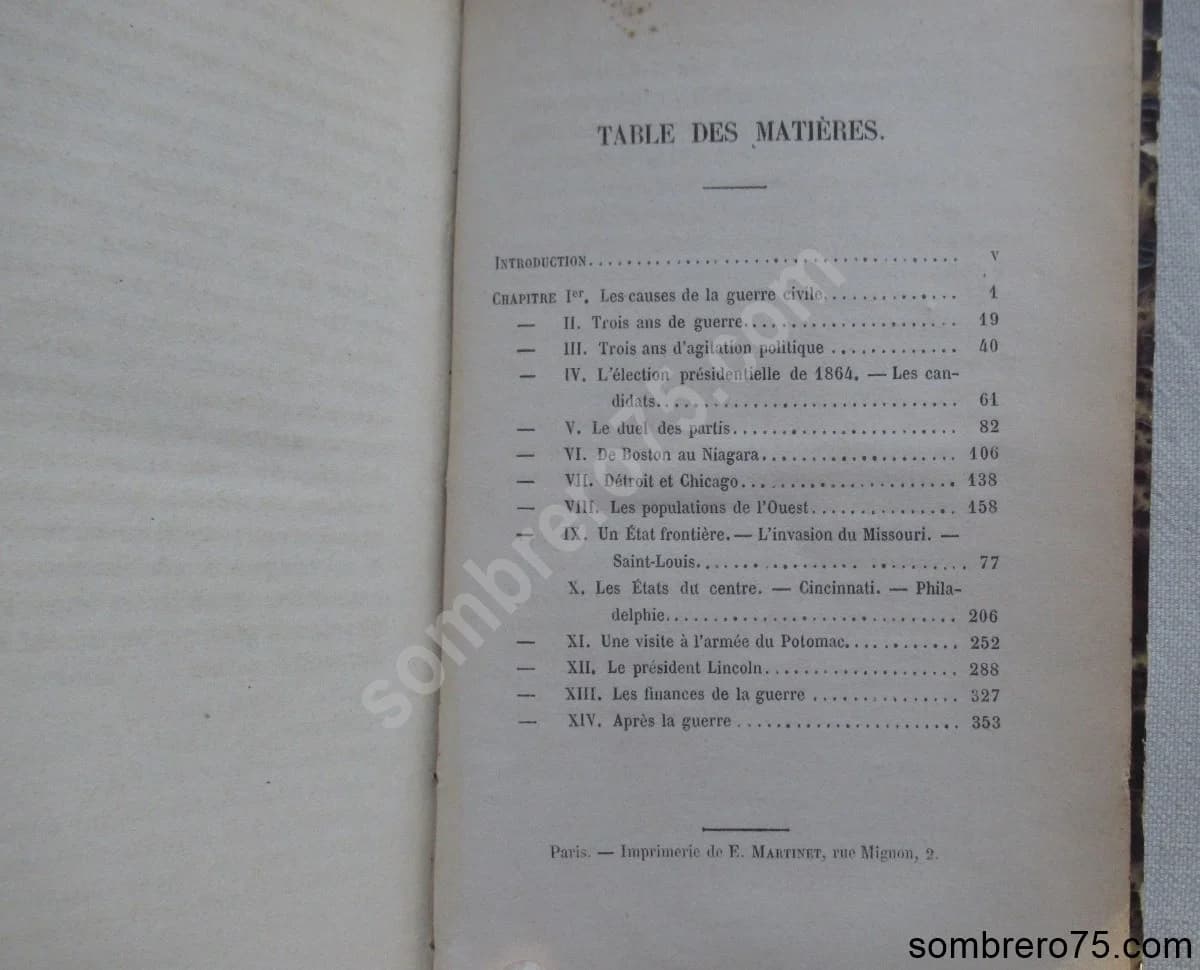 TABLE DES MATIÈRES.
INTRODUCTION........................................ V
CHAPITRE Ier. Les causes de la guerre civile.............. 1
— II. Trois ans de guerre........................ 19
— III. Trois ans d'agitation politique ............. 40
— IV. L'élection présidentielle de 1864. — Les can-
didats.................................. 61
— V. Le duel des partis......................... 82
— VI. De Boston au Niagara...................... 106
— VII. Détroit et Chicago........................ 138
— VIII. Les populations de l'Ouest................ 158
— IX. Un État frontière. — L'invasion du Missouri. —
Saint-Louis.............. .......... 77
X. Les États du centre. — Cincinnati. — Phila-
delphie................................ 206
— XI. Une visite à l'armée du Potomac............ 252
— XII. Le président Lincoln...................... 288
— XIII. Les finances de la guerre ................ 327
— XIV. Après la guerre ........................ 353
Paris. — Imprimerie de E. MARTINET, rue Mignon, 2.
sombrero75.com
sombrero75.com